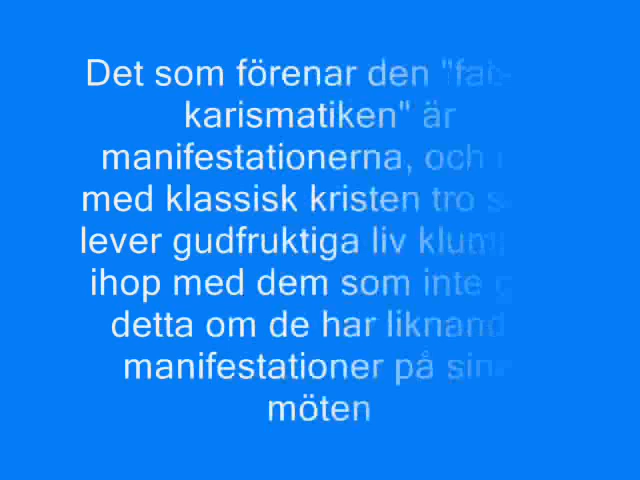 Det som förenar den
karismatiken" är
manifestationerna, och
med klassisk kristen tro
lever gudfruktiga liv
ihop med dem som inte
detta om de har
manifestationer på
möten